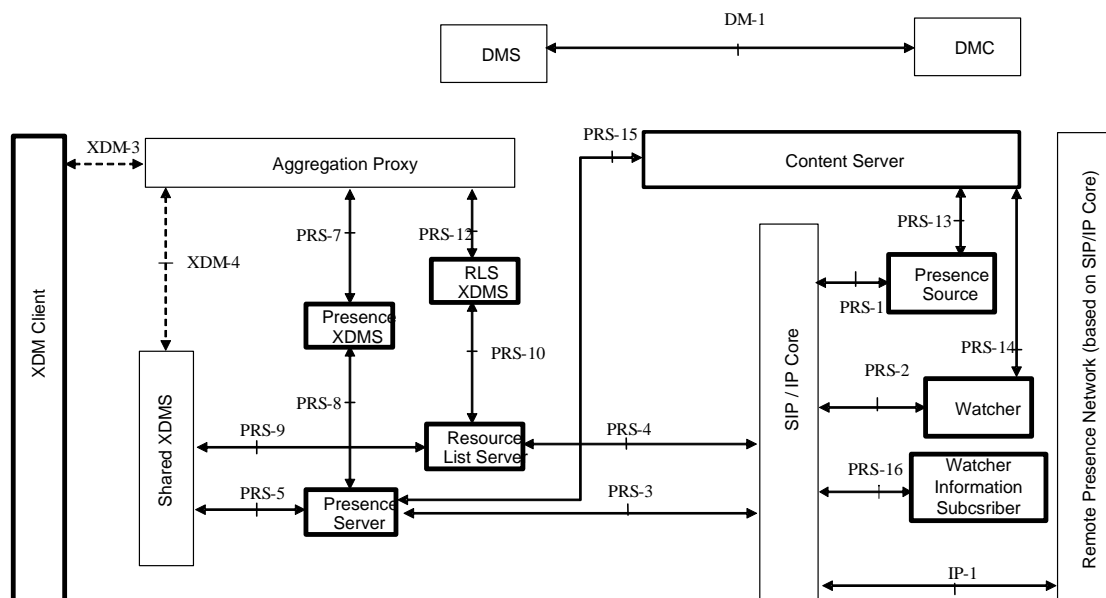 DM-1
DMS
DMC
PRS-15
XDM-3
Aggregation Proxy
Content Server
PRS-7
PRS-12
PRS-13
XDM-4
RLS
XDMS
Presence
Source
PRS-1
Presence
XDMS
PRS-10
PRS-14
PRS-2
PRS-8
Watcher
PRS-9
Resource
List Server
PRS-4
PRS-16
Watcher
Information
Subcsriber
PRS-5
Presence
Server
PRS-3
IP-1
XDM Client
Shared XDMS
SIP / IP Core
Remote Presence Network (based on SIP/IP Core)